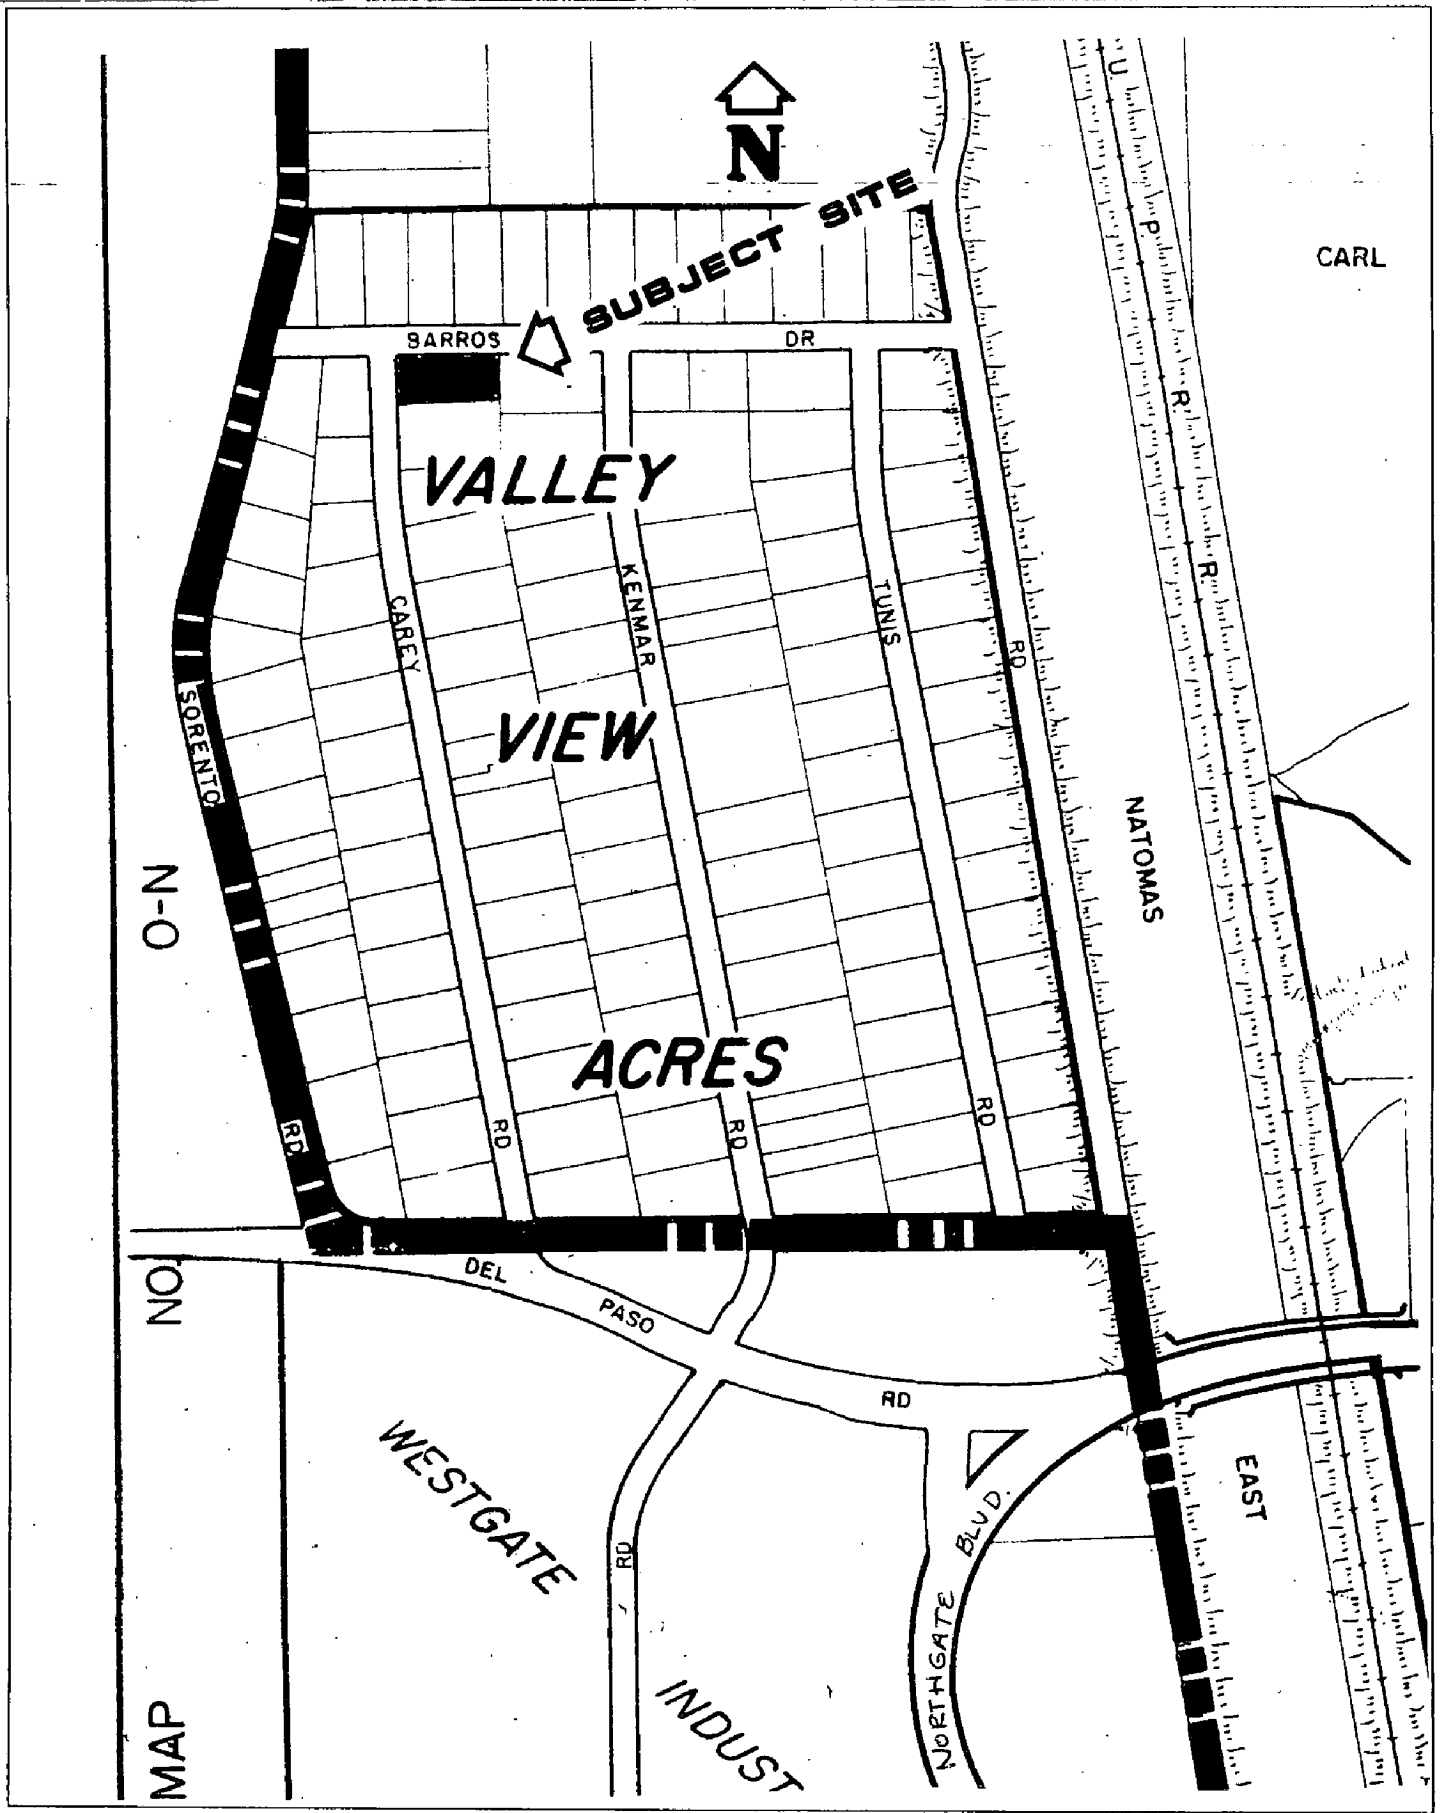 N
SUBJECT SITE
U. P. R. R.
CARL
BARROS DR
VALLEY
VIEW
ACRES
CAREY RD
KENMAR RD
TUNIS RD
RD
SORENTO RD
NATOMAS
EAST
O-N
DEL PASO RD
NO.
MAP
WESTGATE
INDUST
RD
NORTHGATE BLVD.